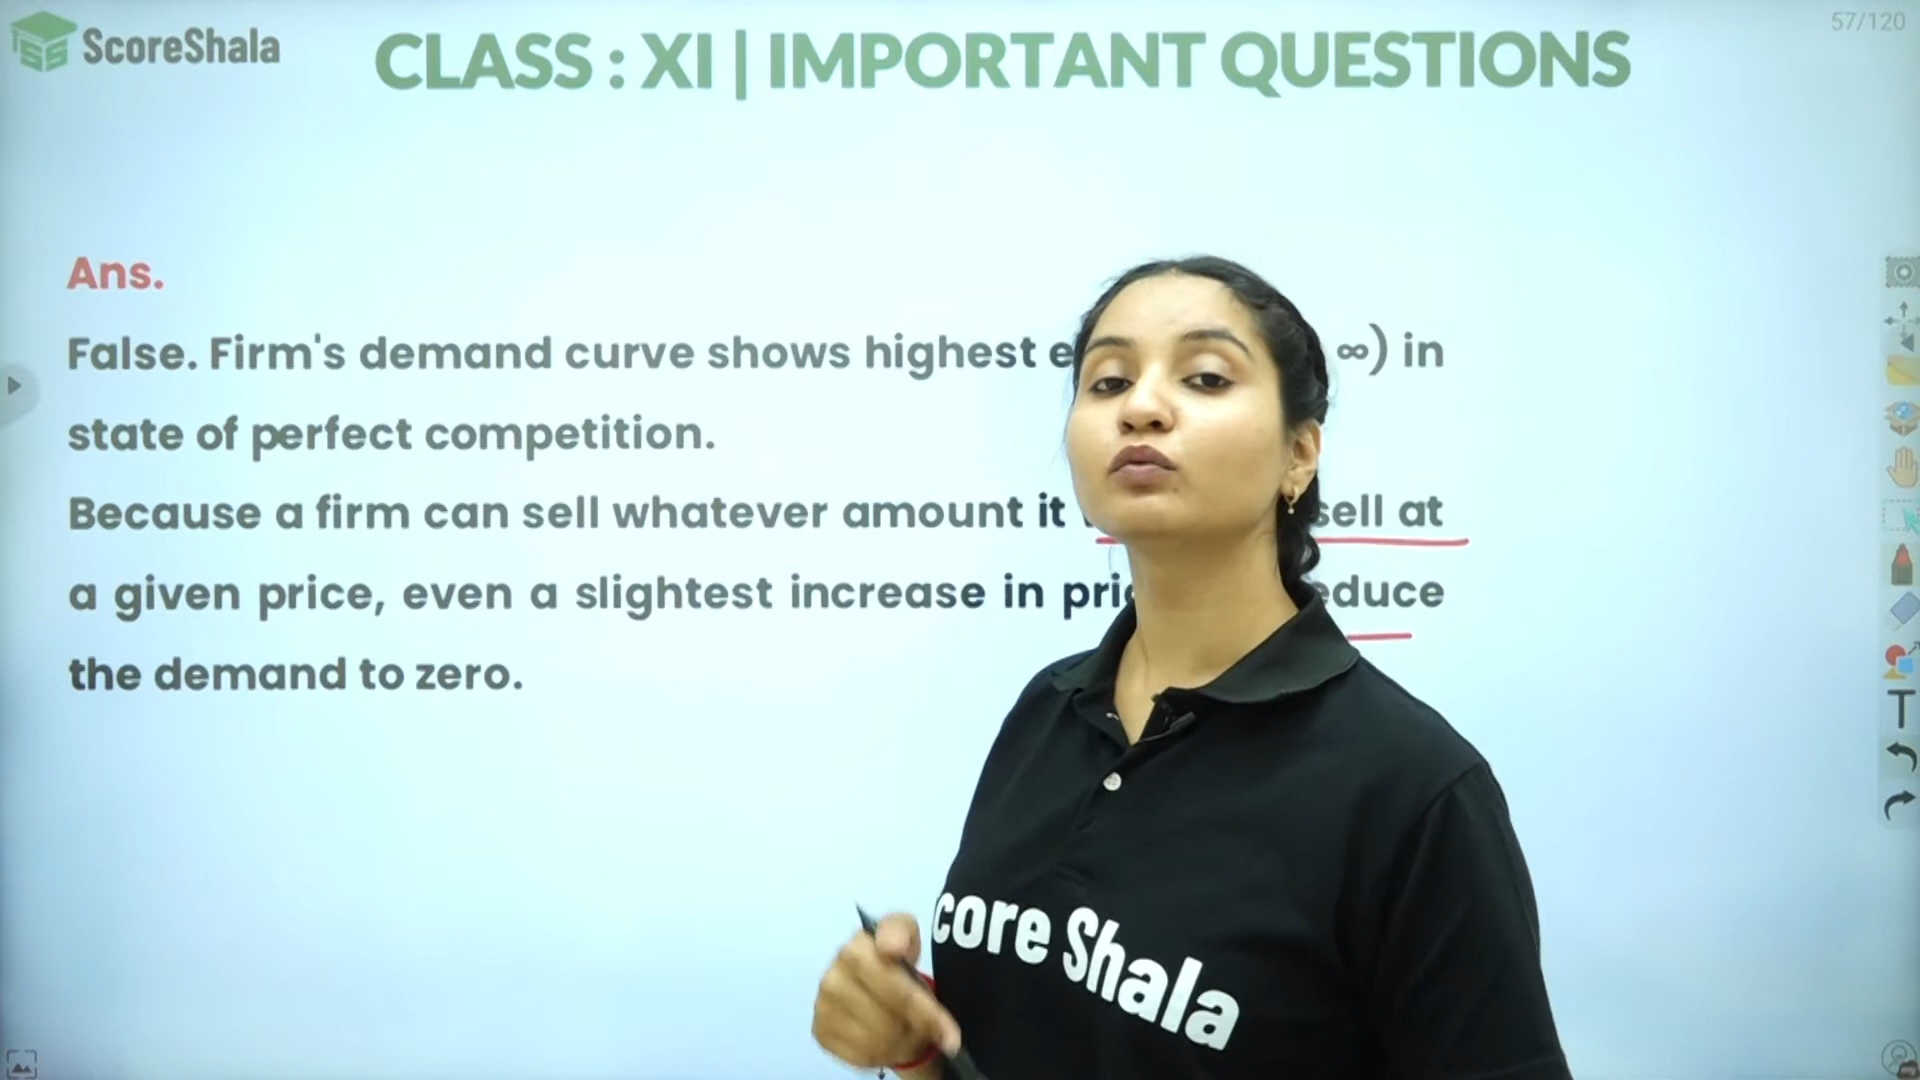 ScoreShala
CLASS : XI | IMPORTANT QUESTIONS
57/120
Ans.
False. Firm's demand curve shows highest ∞) in
state of perfect competition.
Because a firm can sell whatever amount it sell at
a given price, even a slightest increase in
the demand to zero.
core Shala